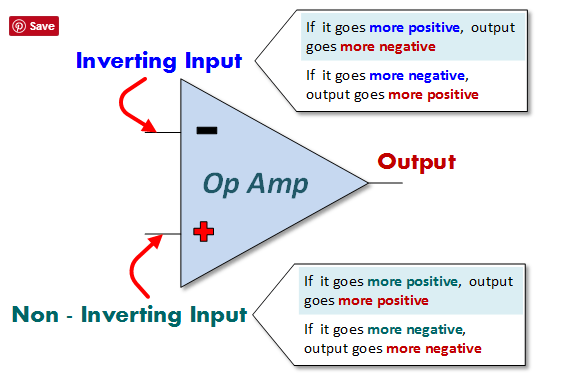 Save
If it goes more positive, output
goes more negative
If it goes more negative,
output goes more positive
Inverting Input
-
Op Amp
Output
+
Non - Inverting Input
If it goes more positive, output
goes more positive
If it goes more negative,
output goes more negative